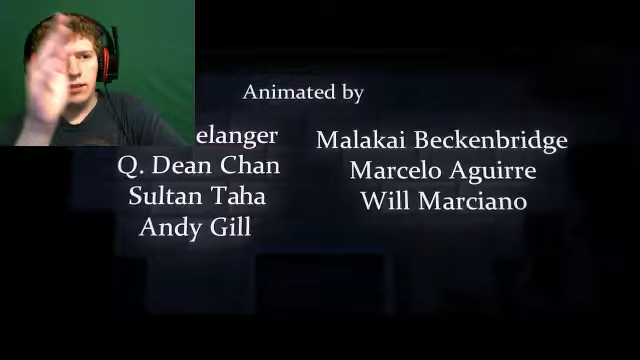 Animated by
elanger
Q. Dean Chan
Sultan Taha
Andy Gill
Malakai Beckenbridge
Marcelo Aguirre
Will Marciano